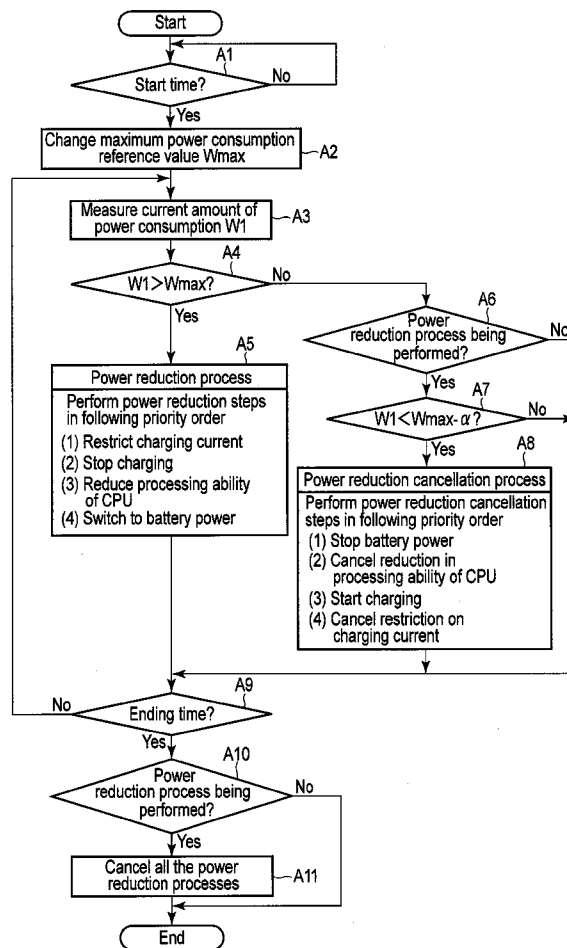 Start
A1
Start time?
No
Yes
Change maximum power consumption
reference value Wmax
A2
Measure current amount of
power consumption W1
A3
A4
W1>Wmax?
No
Yes
A6
Power
reduction process being
performed?
No
Yes
A5
Power reduction process
Perform power reduction steps
in following priority order
(1) Restrict charging current
(2) Stop charging
(3) Reduce processing ability
of CPU
(4) Switch to battery power
A7
W1<Wmax-α?
No
Yes
A8
Power reduction cancellation process
Perform power reduction cancellation
steps in following priority order
(1) Stop battery power
(2) Cancel reduction in
processing ability of CPU
(3) Start charging
(4) Cancel restriction on
charging current
A9
No
Ending time?
Yes
A10
Power
reduction process being
performed?
No
Yes
Cancel all the power
reduction processes
A11
End